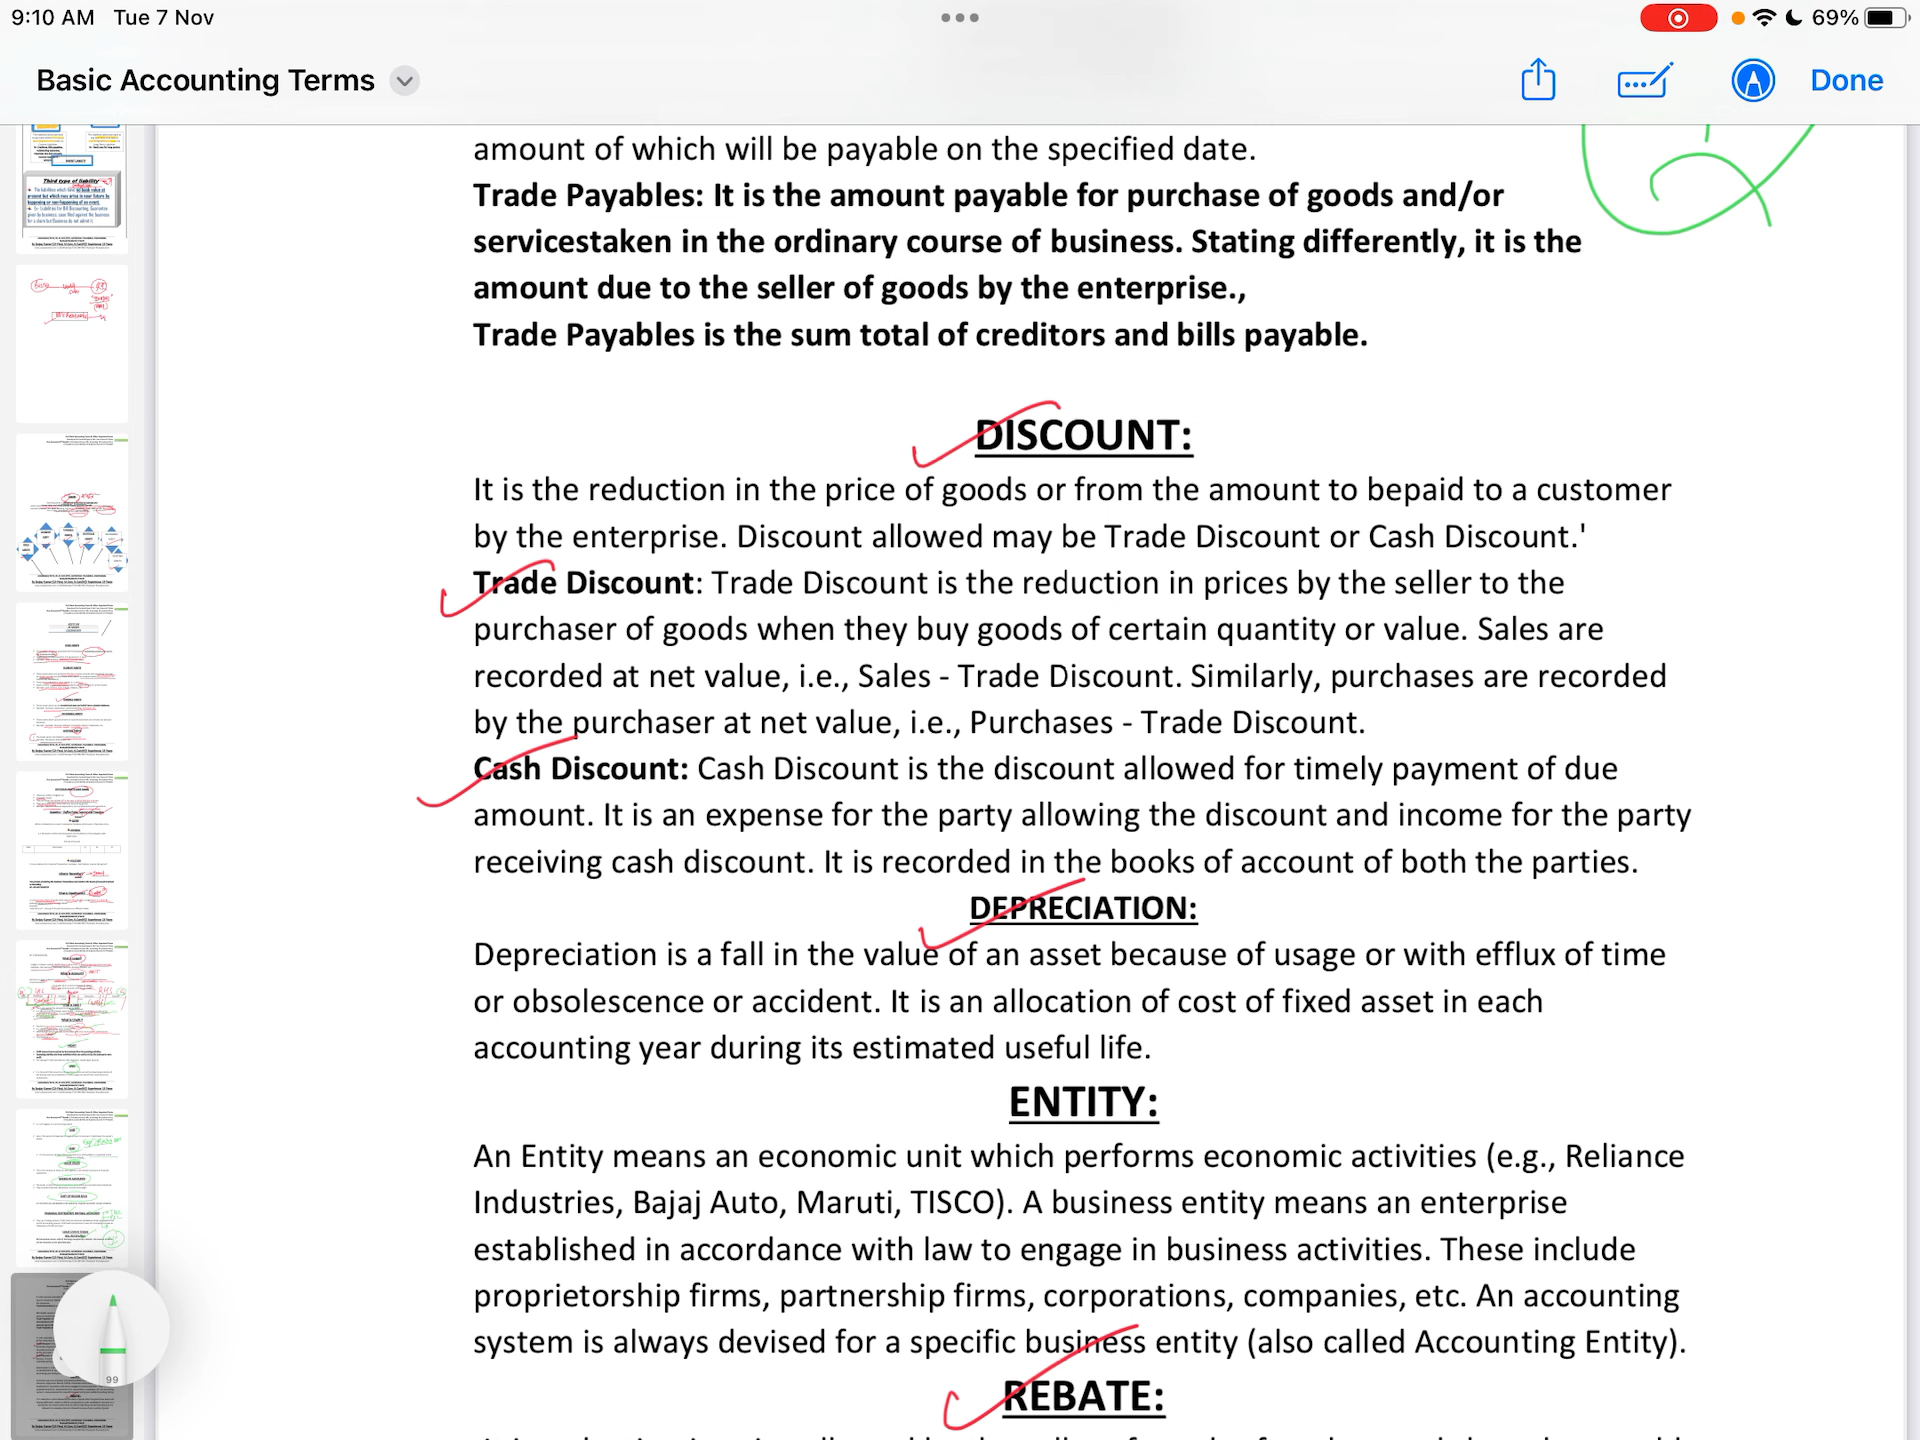 9:10 AM Tue 7 Nov
69%
Basic Accounting Terms
Done
amount of which will be payable on the specified date.
Trade Payables: It is the amount payable for purchase of goods and/or
servicestaken in the ordinary course of business. Stating differently, it is the
amount due to the seller of goods by the enterprise.,
Trade Payables is the sum total of creditors and bills payable.
DISCOUNT:
It is the reduction in the price of goods or from the amount to bepaid to a customer
by the enterprise. Discount allowed may be Trade Discount or Cash Discount.'
Trade Discount: Trade Discount is the reduction in prices by the seller to the
purchaser of goods when they buy goods of certain quantity or value. Sales are
recorded at net value, i.e., Sales - Trade Discount. Similarly, purchases are recorded
by the purchaser at net value, i.e., Purchases - Trade Discount.
Cash Discount: Cash Discount is the discount allowed for timely payment of due
amount. It is an expense for the party allowing the discount and income for the party
receiving cash discount. It is recorded in the books of account of both the parties.
DEPRECIATION:
Depreciation is a fall in the value of an asset because of usage or with efflux of time
or obsolescence or accident. It is an allocation of cost of fixed asset in each
accounting year during its estimated useful life.
ENTITY:
An Entity means an economic unit which performs economic activities (e.g., Reliance
Industries, Bajaj Auto, Maruti, TISCO). A business entity means an enterprise
established in accordance with law to engage in business activities. These include
proprietorship firms, partnership firms, corporations, companies, etc. An accounting
system is always devised for a specific business entity (also called Accounting Entity).
REBATE:
Third type of liability
99